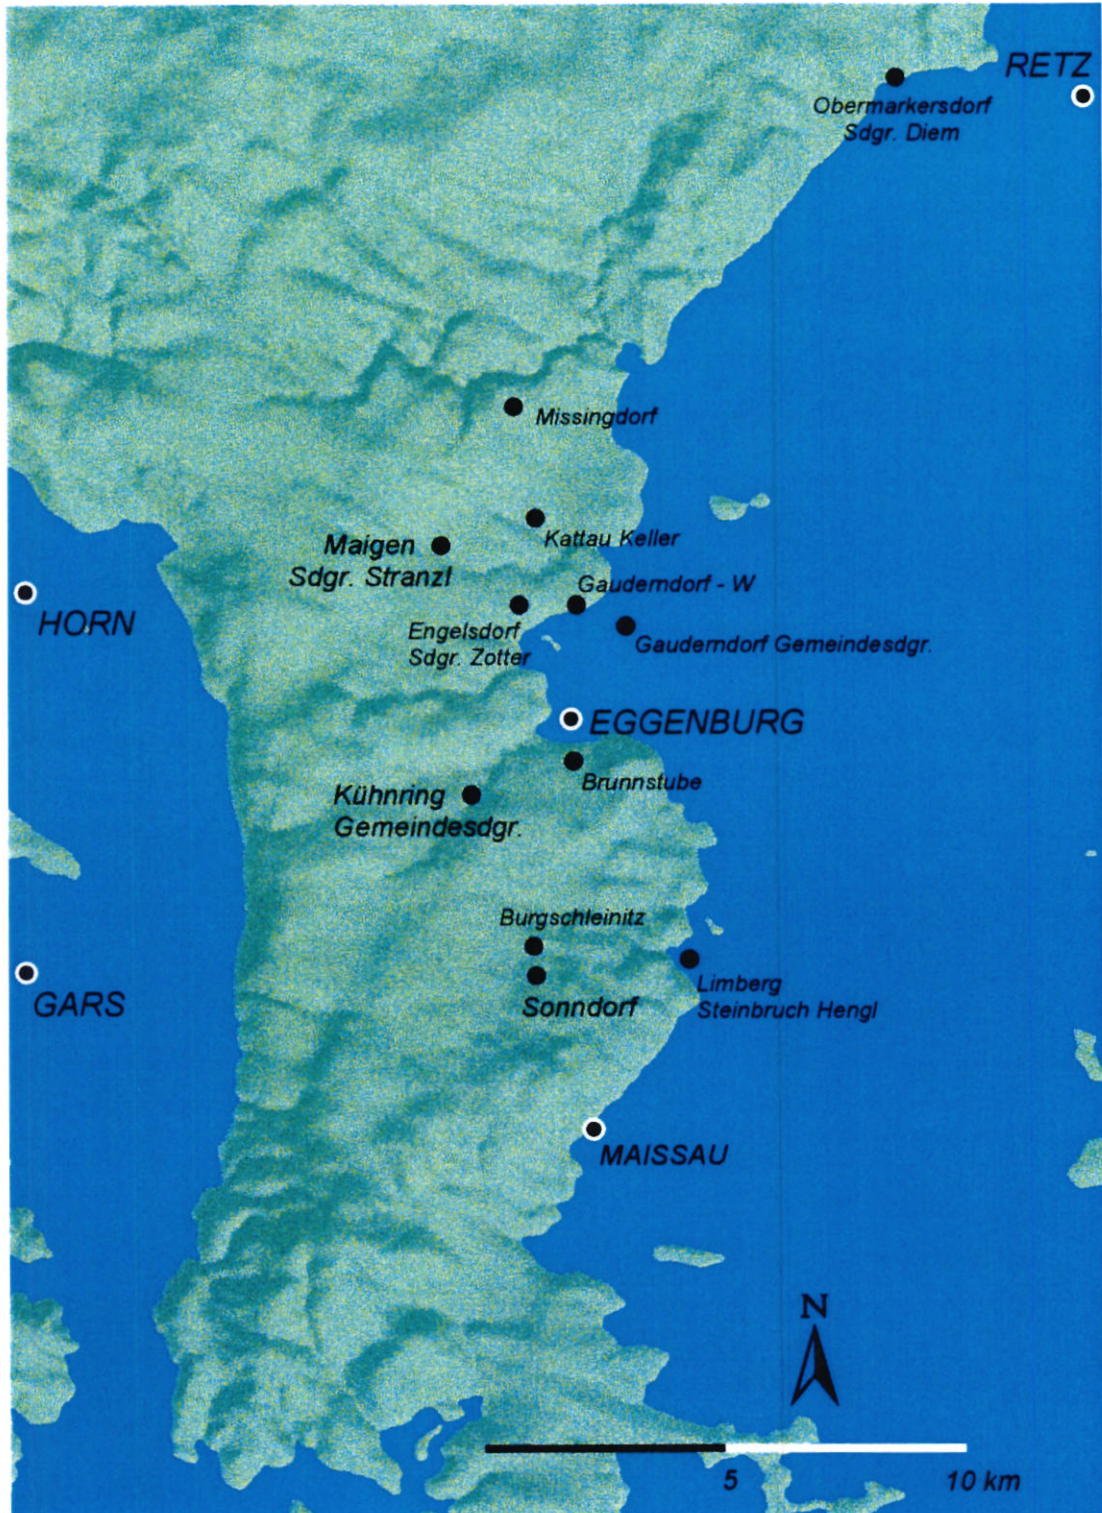 RETZ
Obermarkersdorf
Sdgr. Diem
Missingdorf
Kattau Keller
Maigen
Sdgr. Stranzl
Gauderndorf - W
HORN
Engelsdorf
Sdgr. Zotter
Gauderndorf Gemeindesdgr.
EGGENBURG
Brunnstube
Kühnring
Gemeindesdgr.
Burgschleinitz
Limberg
Steinbruch Hengl
GARS
Sonndorf
MAISSAU
N
5
10 km